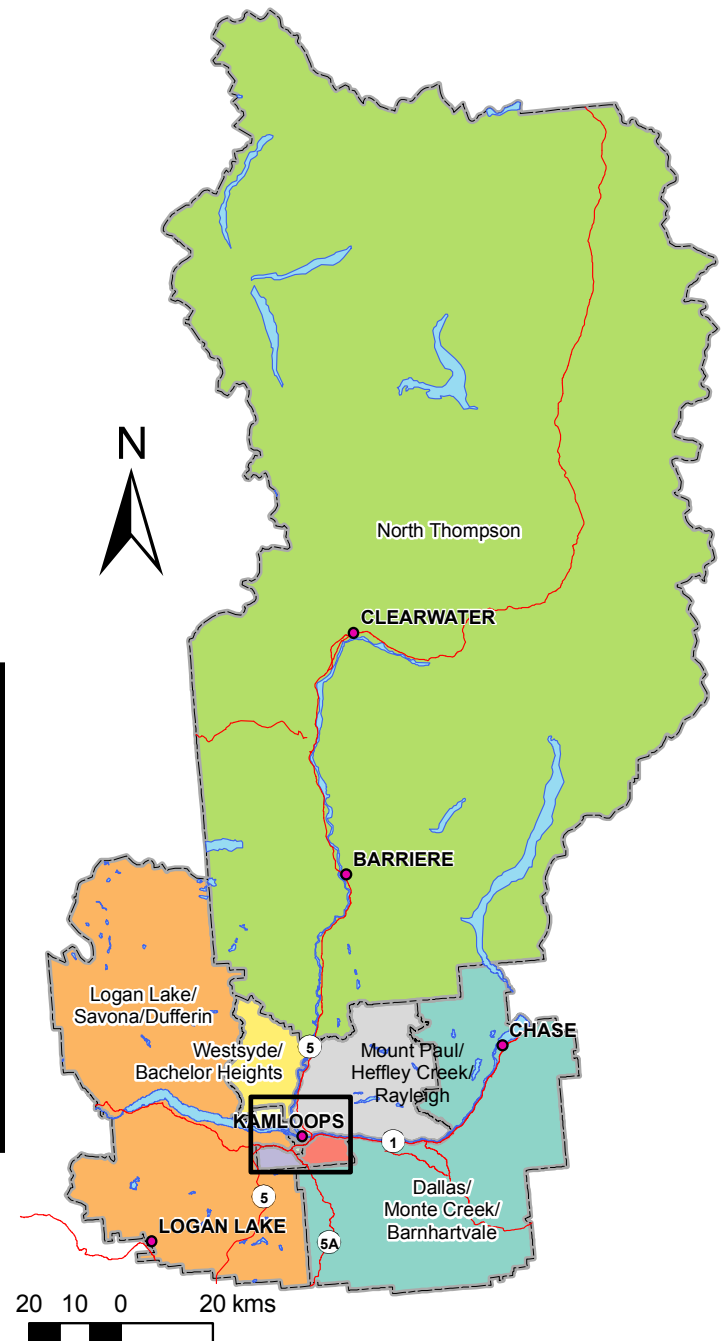 N
North Thompson
CLEARWATER
BARRIERE
Logan Lake/
Savona/Dufferin
Westsyde/
Bachelor Heights
5
Mount Paul/
Heffley Creek/
Rayleigh
CHASE
KAMLOOPS
1
5
Dallas/
Monte Creek/
Barnhartvale
LOGAN LAKE
5A
20 10 0 20 kms